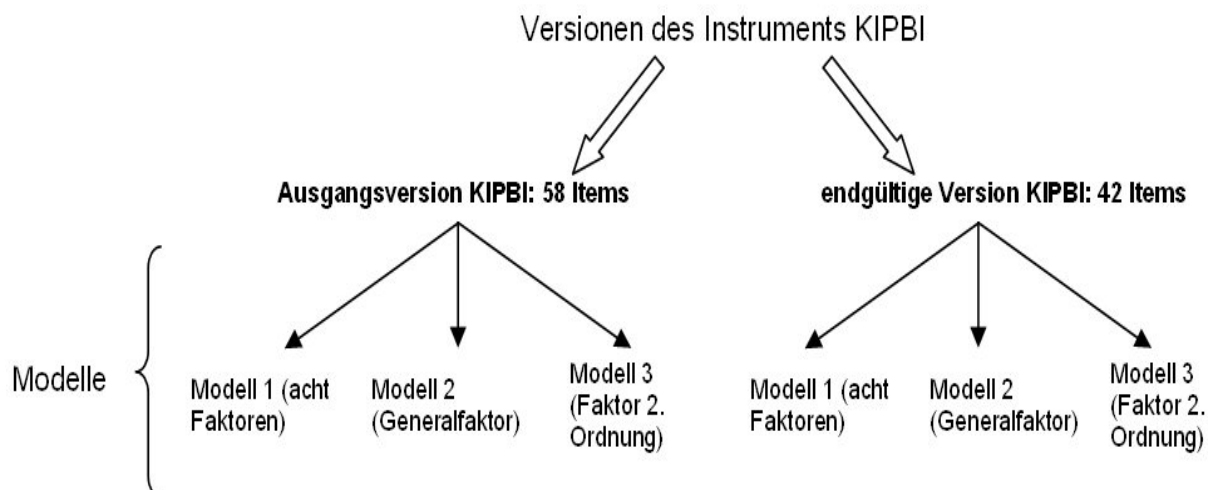 Versionen des Instruments KIPBI
Ausgangsversion KIPBI: 58 Items
endgültige Version KIPBI: 42 Items
Modelle
Modell 1 (acht
Faktoren)
Modell 2
(Generalfaktor)
Modell 3
(Faktor 2.
Ordnung)
Modell 1 (acht
Faktoren)
Modell 2
(Generalfaktor)
Modell 3
(Faktor 2.
Ordnung)